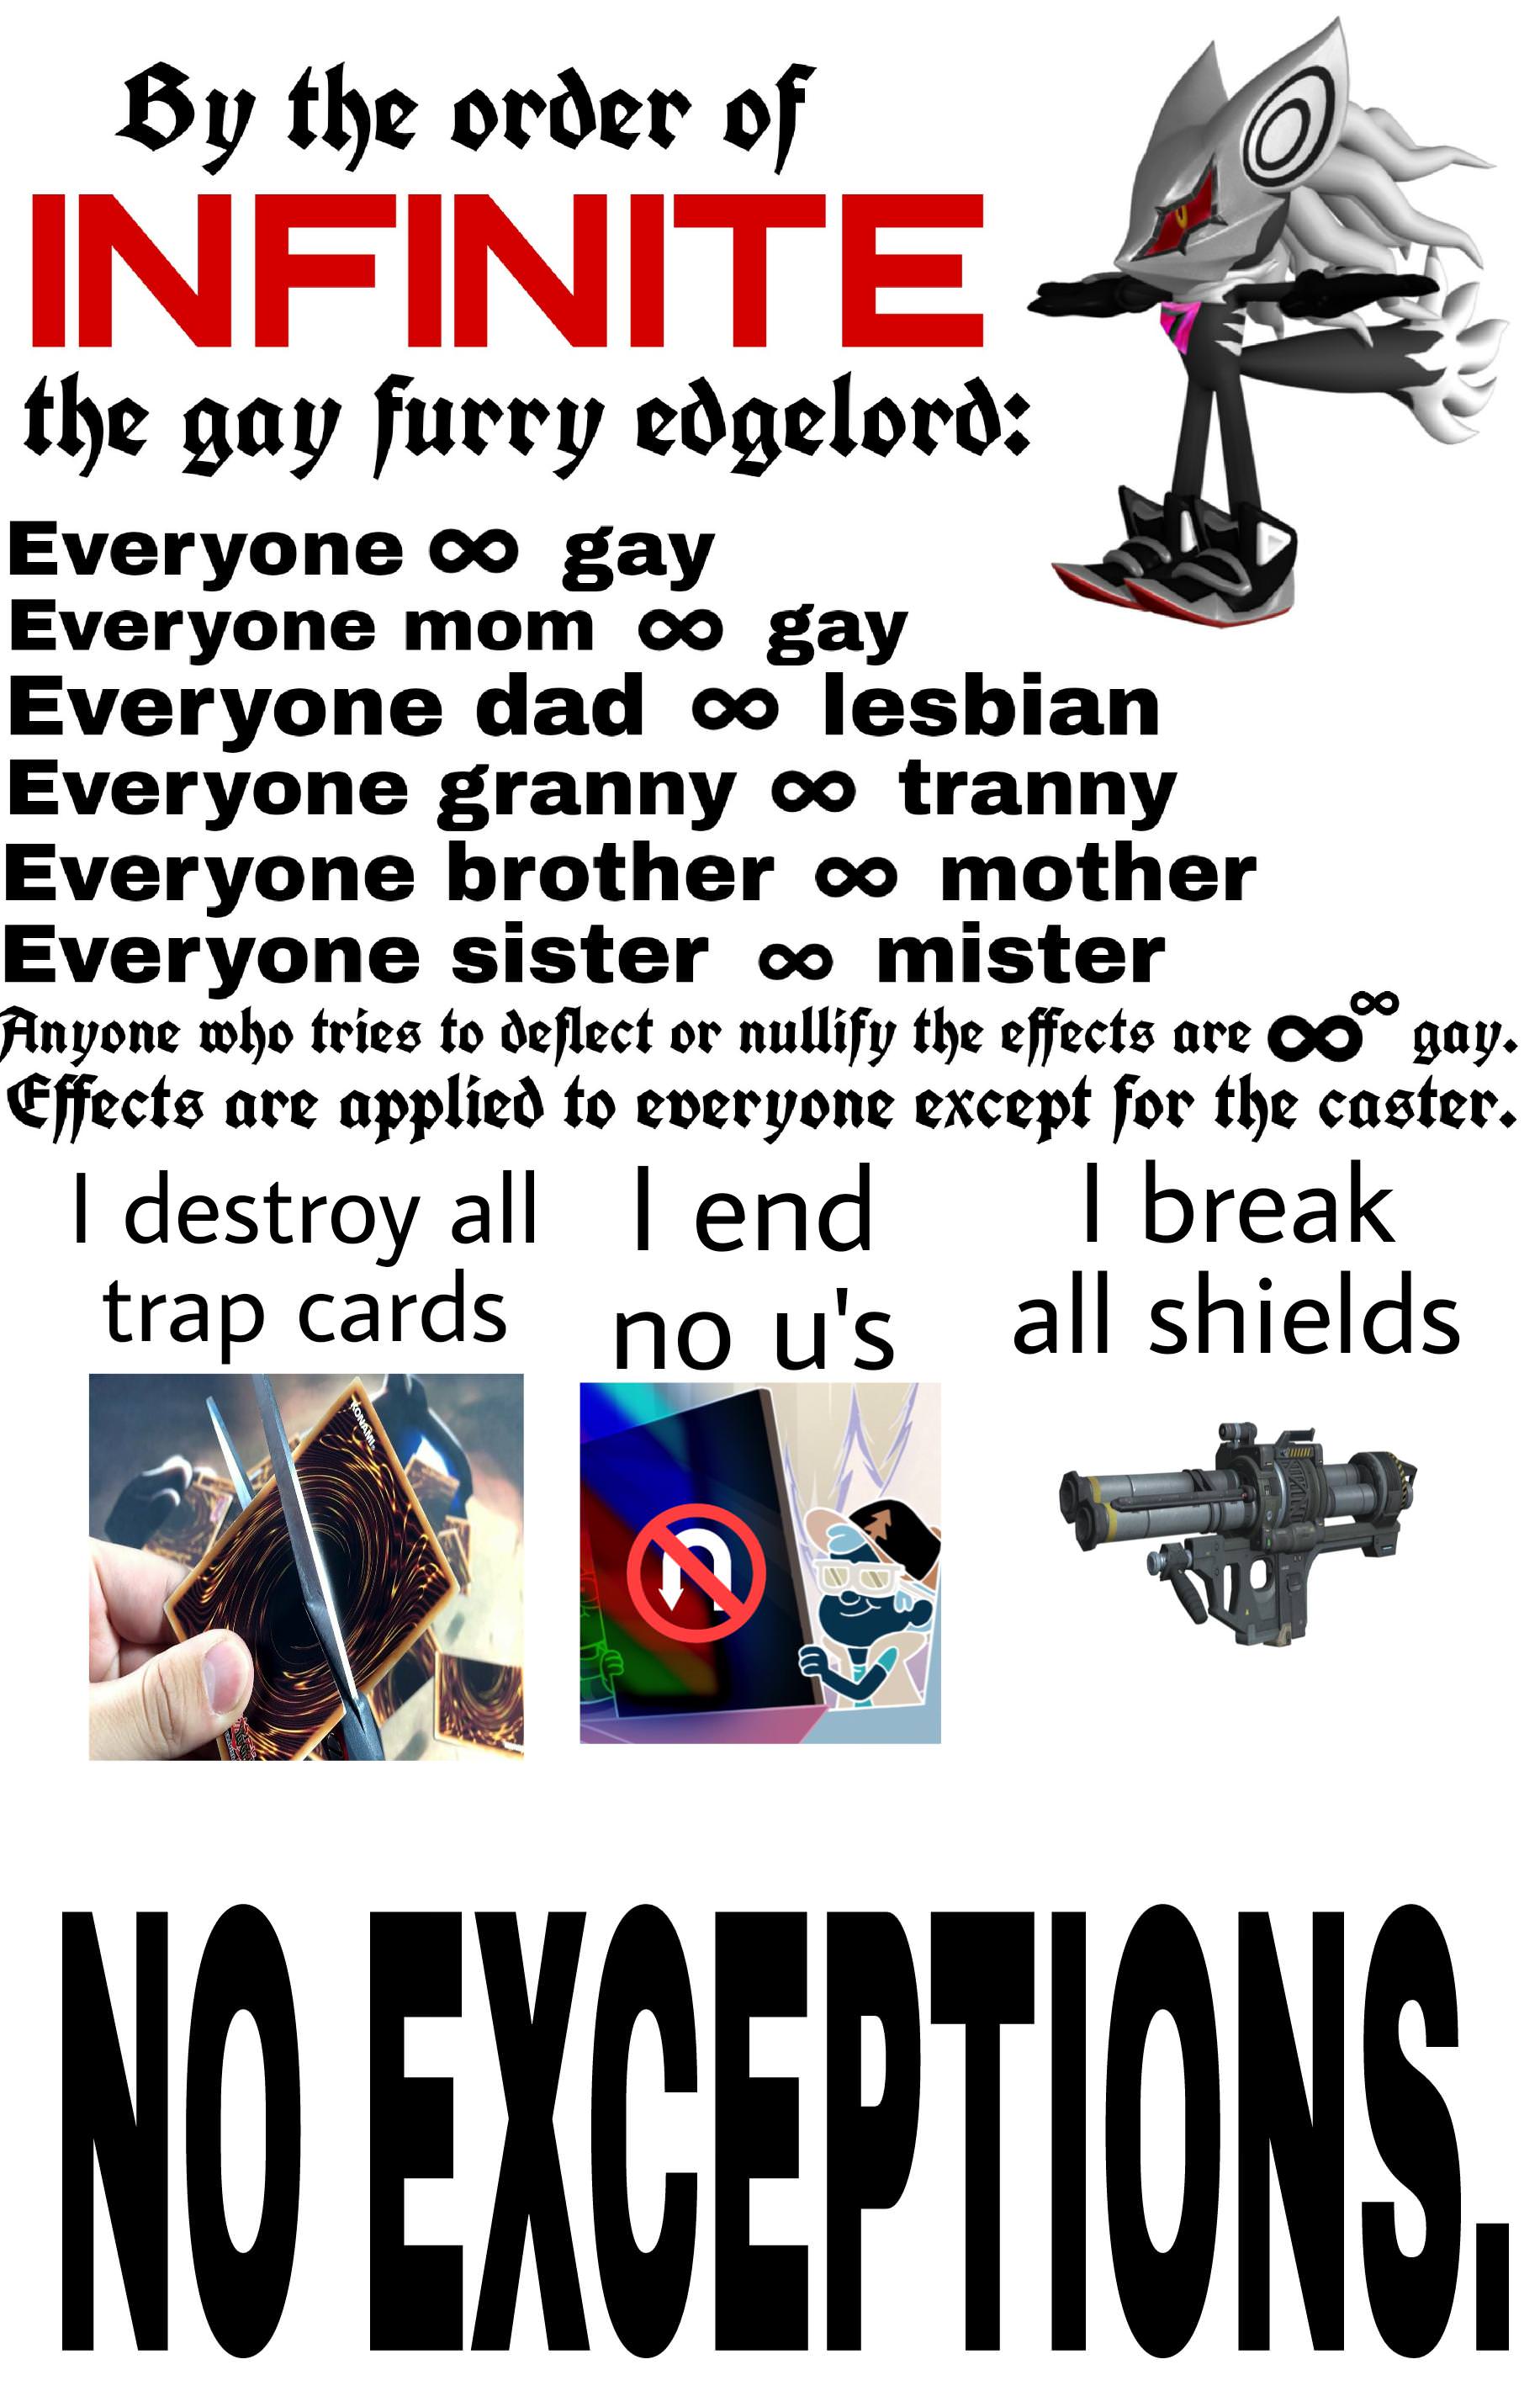 By the order of
INFINITE
the gay furry edgelord:
Everyone ∞ gay
Everyone mom ∞ gay
Everyone dad ∞ lesbian
Everyone granny ∞ tranny
Everyone brother ∞ mother
Everyone sister ∞ mister
Anyone who tries to deflect or nullify the effects are ∞^∞ gay.
Effects are applied to everyone except for the caster.
I destroy all
trap cards
I end
no u's
I break
all shields
KONAMI
NO EXCEPTIONS.